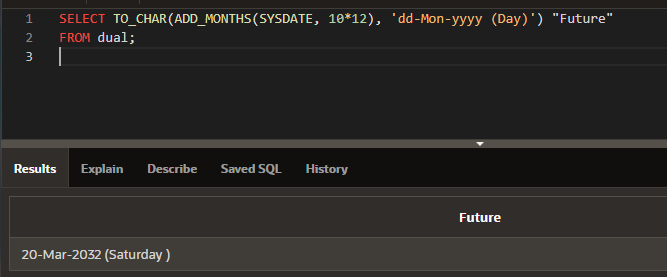 1 SELECT TO_CHAR(ADD_MONTHS(SYSDATE, 10*12), 'dd-Mon-yyyy (Day)') "Future"
2 FROM dual;
3
Results Explain Describe Saved SQL History
Future
20-Mar-2032 (Saturday )